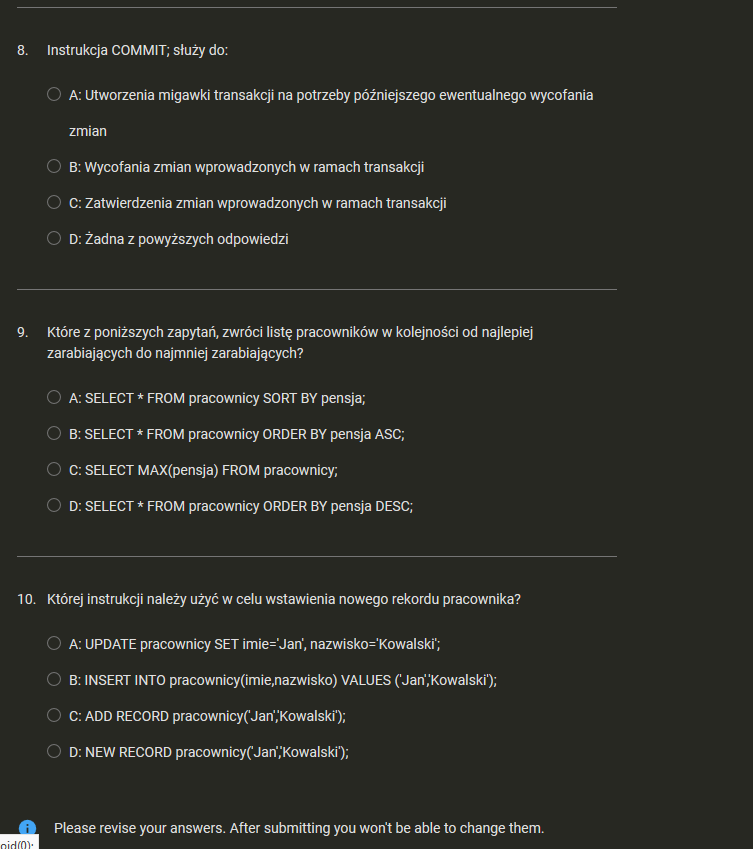 8. Instrukcja COMMIT; służy do:
A: Utworzenia migawki transakcji na potrzeby późniejszego ewentualnego wycofania
zmian
B: Wycofania zmian wprowadzonych w ramach transakcji
C: Zatwierdzenia zmian wprowadzonych w ramach transakcji
D: Żadna z powyższych odpowiedzi
9. Które z poniższych zapytań, zwróci listę pracowników w kolejności od najlepiej
zarabiających do najmniej zarabiających?
A: SELECT * FROM pracownicy SORT BY pensja;
B: SELECT * FROM pracownicy ORDER BY pensja ASC;
C: SELECT MAX(pensja) FROM pracownicy;
D: SELECT * FROM pracownicy ORDER BY pensja DESC;
10. Której instrukcji należy użyć w celu wstawienia nowego rekordu pracownika?
A: UPDATE pracownicy SET imie='Jan', nazwisko='Kowalski';
B: INSERT INTO pracownicy(imie,nazwisko) VALUES ('Jan','Kowalski');
C: ADD RECORD pracownicy('Jan','Kowalski');
D: NEW RECORD pracownicy('Jan','Kowalski');
Please revise your answers. After submitting you won't be able to change them.
oid(0);